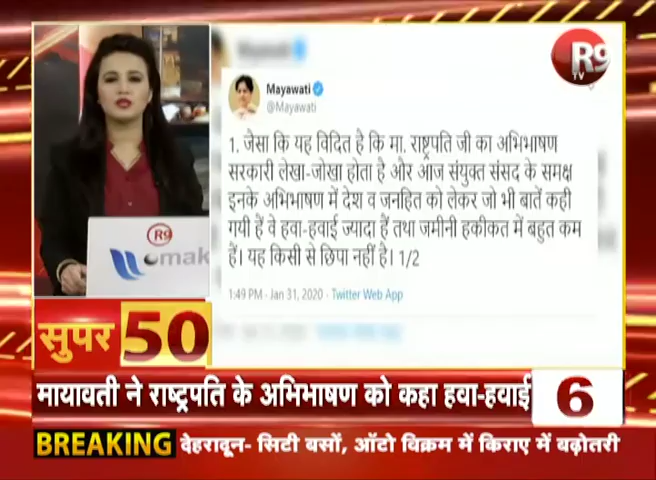 R9
TV
Mayawati
@Mayawati
1. जैसा कि यह विदित है कि मा. राष्ट्रपति जी का अभिभाषण
सरकारी लेखा-जोखा होता है और आज संयुक्त संसद के समक्ष
इनके अभिभाषण में देश व जनहित को लेकर जो भी बातें कही
गयी हैं वे हवा-हवाई ज्यादा हैं तथा जमीनी हकीकत में बहुत कम
हैं। यह किसी से छिपा नहीं है। 1/2
1:49 PM - Jan 31, 2020 · Twitter Web App
R9
omak
सुपर 50
मायावती ने राष्ट्रपति के अभिभाषण को कहा हवा-हवाई
6
BREAKING देहरादून- सिटी बसों, ऑटो विक्रम में किराए में बढ़ोतरी